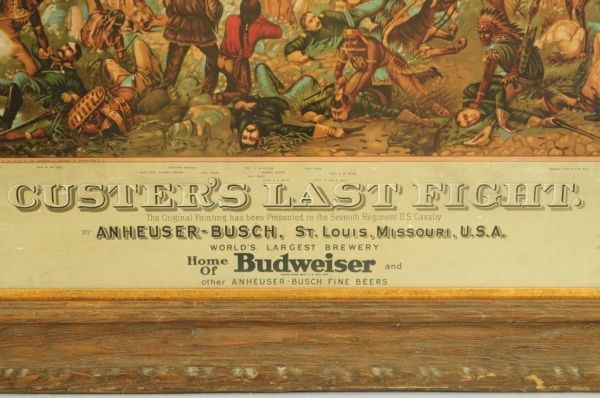 CUSTER'S LAST FIGHT.
The Original Painting has been Presented to the Seventh Regiment U.S. Cavalry
BY ANHEUSER-BUSCH, ST. LOUIS, MISSOURI, U.S.A.
WORLD'S LARGEST BREWERY
Home Of Budweiser and
other ANHEUSER-BUSCH FINE BEERS